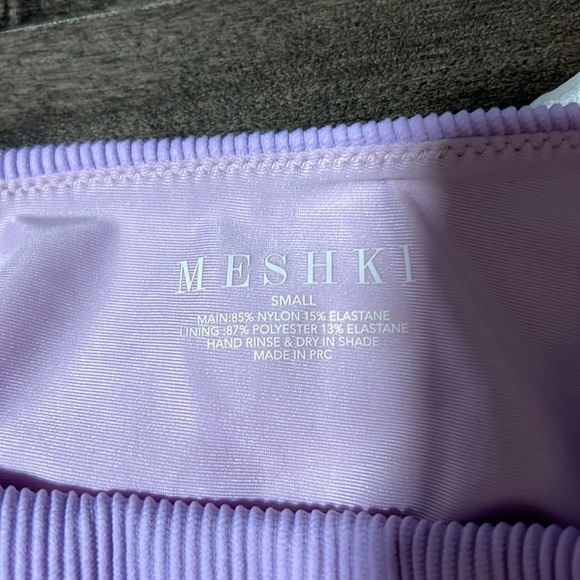 MESHKI
SMALL
MAIN:85% NYLON 15% ELASTANE
LINING :87% POLYESTER 13% ELASTANE
HAND RINSE & DRY IN SHADE
MADE IN PRC